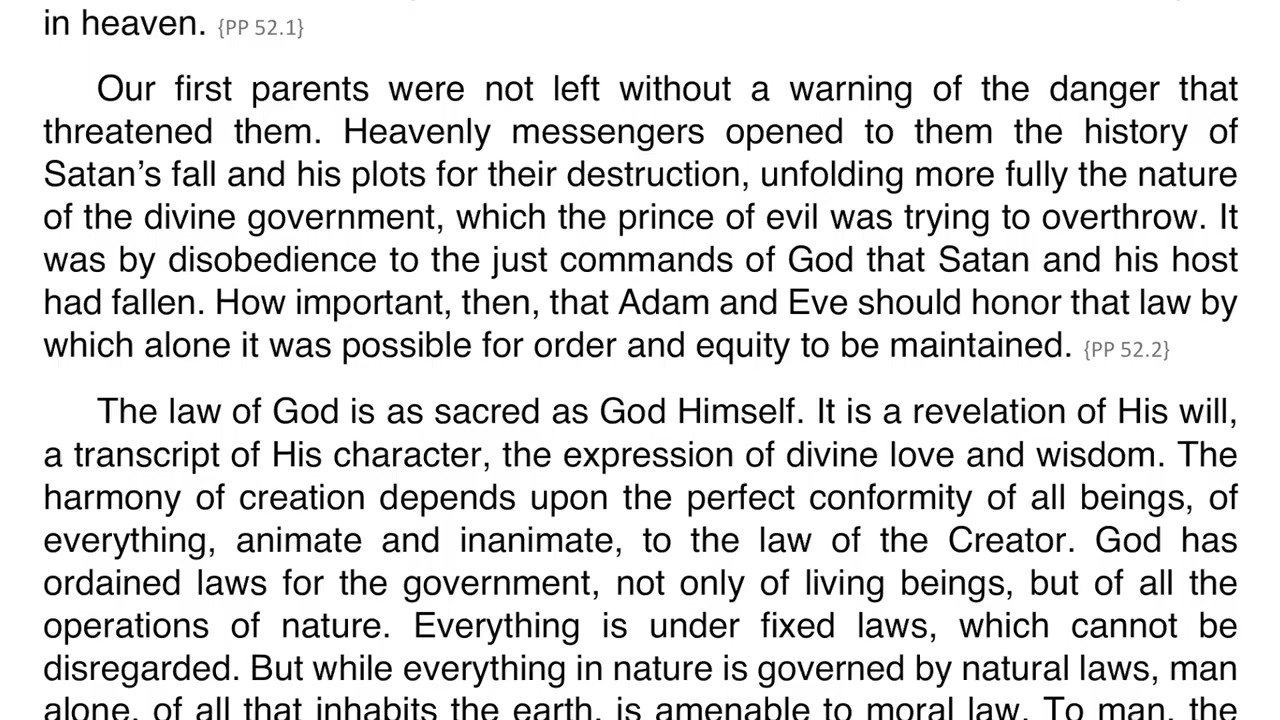 in heaven. {PP 52.1}
Our first parents were not left without a warning of the danger that
threatened them. Heavenly messengers opened to them the history of
Satan’s fall and his plots for their destruction, unfolding more fully the nature
of the divine government, which the prince of evil was trying to overthrow. It
was by disobedience to the just commands of God that Satan and his host
had fallen. How important, then, that Adam and Eve should honor that law by
which alone it was possible for order and equity to be maintained. {PP 52.2}
The law of God is as sacred as God Himself. It is a revelation of His will,
a transcript of His character, the expression of divine love and wisdom. The
harmony of creation depends upon the perfect conformity of all beings, of
everything, animate and inanimate, to the law of the Creator. God has
ordained laws for the government, not only of living beings, but of all the
operations of nature. Everything is under fixed laws, which cannot be
disregarded. But while everything in nature is governed by natural laws, man
alone, of all that inhabits the earth, is amenable to moral law. To man, the